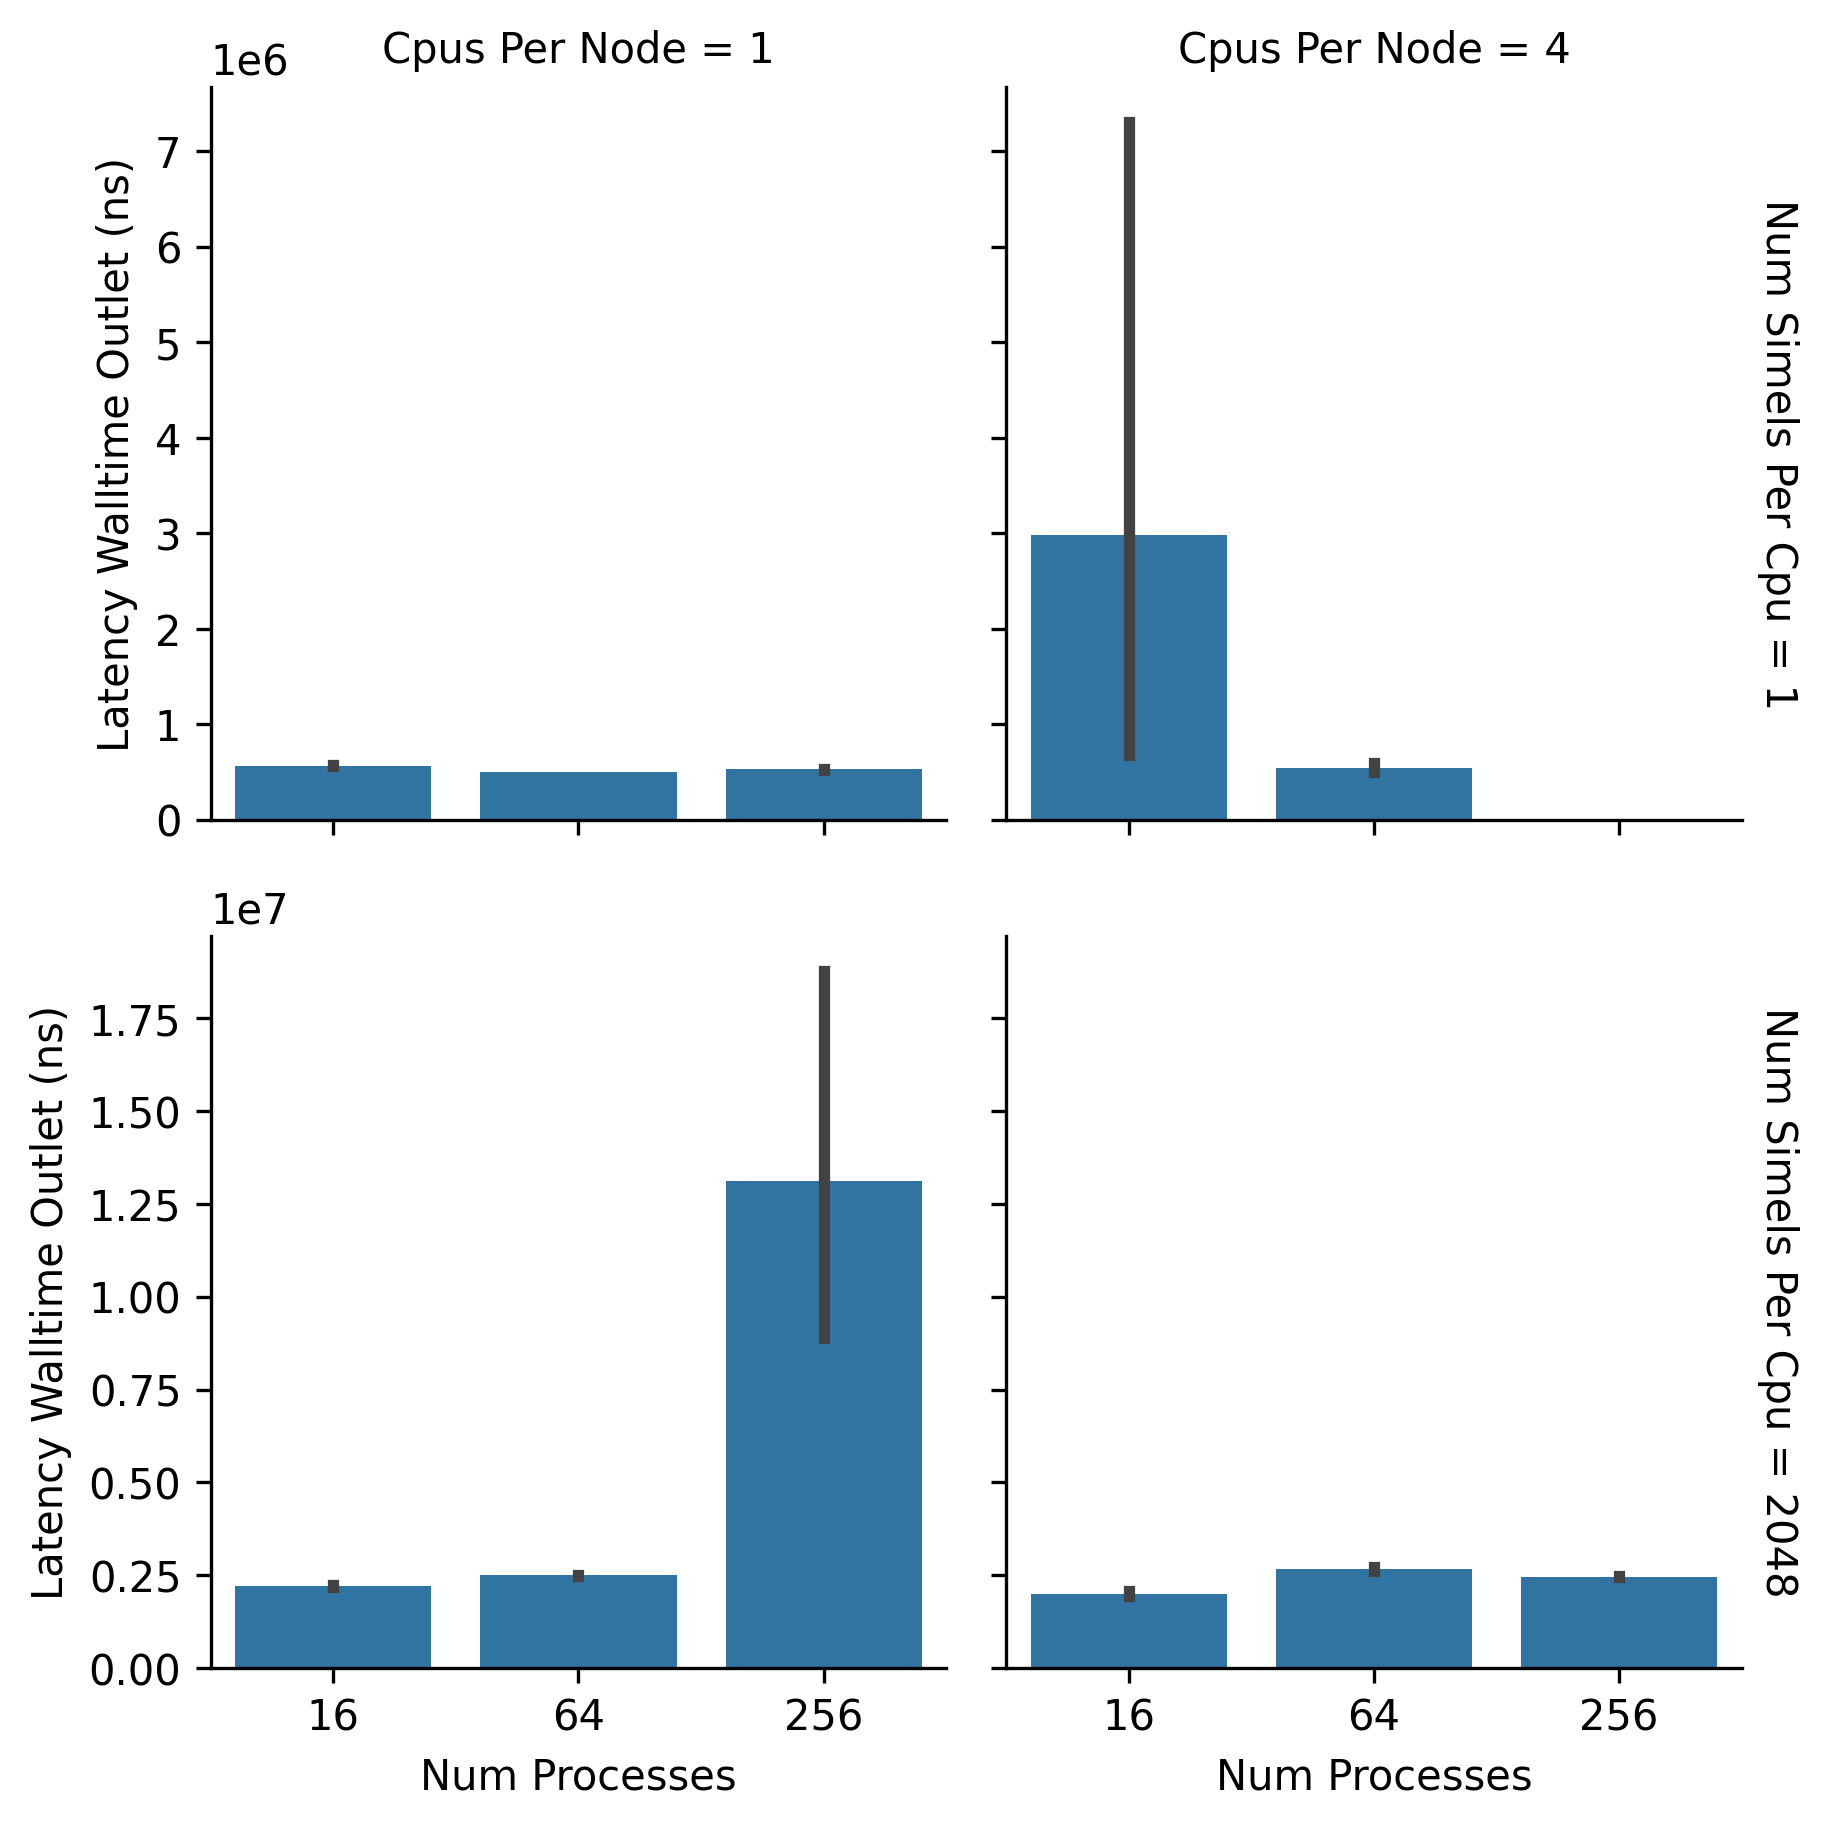 Cpus Per Node = 1
Cpus Per Node = 4
1e6
7
6
5
4
3
2
1
0
Latency Walltime Outlet (ns)
Num Simels Per Cpu = 1
1e7
1.75
1.50
1.25
1.00
0.75
0.50
0.25
0.00
Latency Walltime Outlet (ns)
Num Simels Per Cpu = 2048
16 64 256
16 64 256
Num Processes
Num Processes